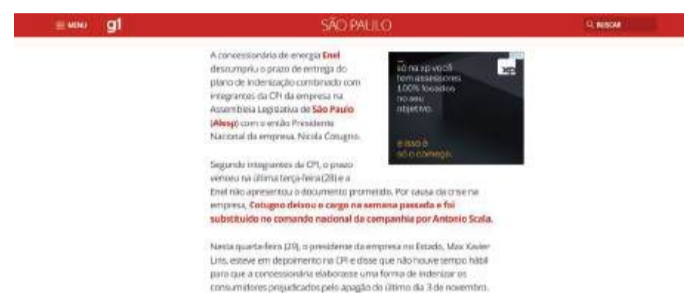 MENU g1 SÃO PAULO BUSCAR
A concessionária de energia Enel
descumpriu o prazo de entrega do
plano de indenização combinado com
integrantes da CPI da empresa na
Assembleia Legislativa de São Paulo
(Alesp) com o então Presidente
Nacional da empresa, Nicola Cotugno.
só na xp você
tem assessores
100% focados
no seu
objetivo.
xp
e isso é
só o começo.
Segundo integrantes da CPI, o prazo
venceu na última terça-feira (28) e a
Enel não apresentou o documento prometido. Por causa da crise na
empresa, Cotugno deixou o cargo na semana passada e foi
substituído no comando nacional da companhia por Antonio Scala.
Nesta quarta-feira (29), o presidente da empresa no Estado, Max Xavier
Lins, esteve em depoimento na CPI e disse que não houve tempo hábil
para que a concessionária elaborasse uma forma de indenizar os
consumidores prejudicados pelo apagão do último dia 3 de novembro.